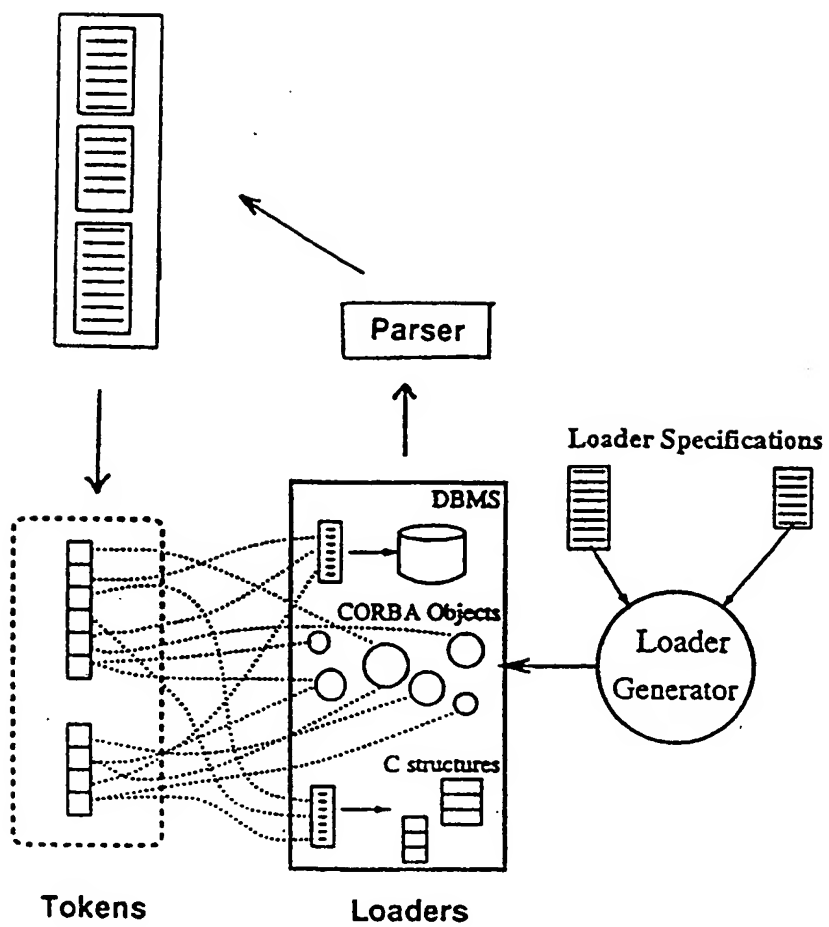 Parser
Loader Specifications
DBMS
CORBA Objects
Loader
Generator
C structures
Tokens
Loaders